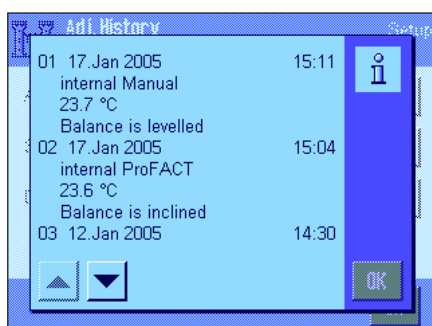 Adj. History
Setup
01 17.Jan 2005 15:11
internal Manual
23.7 °C
Balance is levelled
02 17.Jan 2005 15:04
internal ProFACT
23.6 °C
Balance is inclined
03 12.Jan 2005 14:30
OK